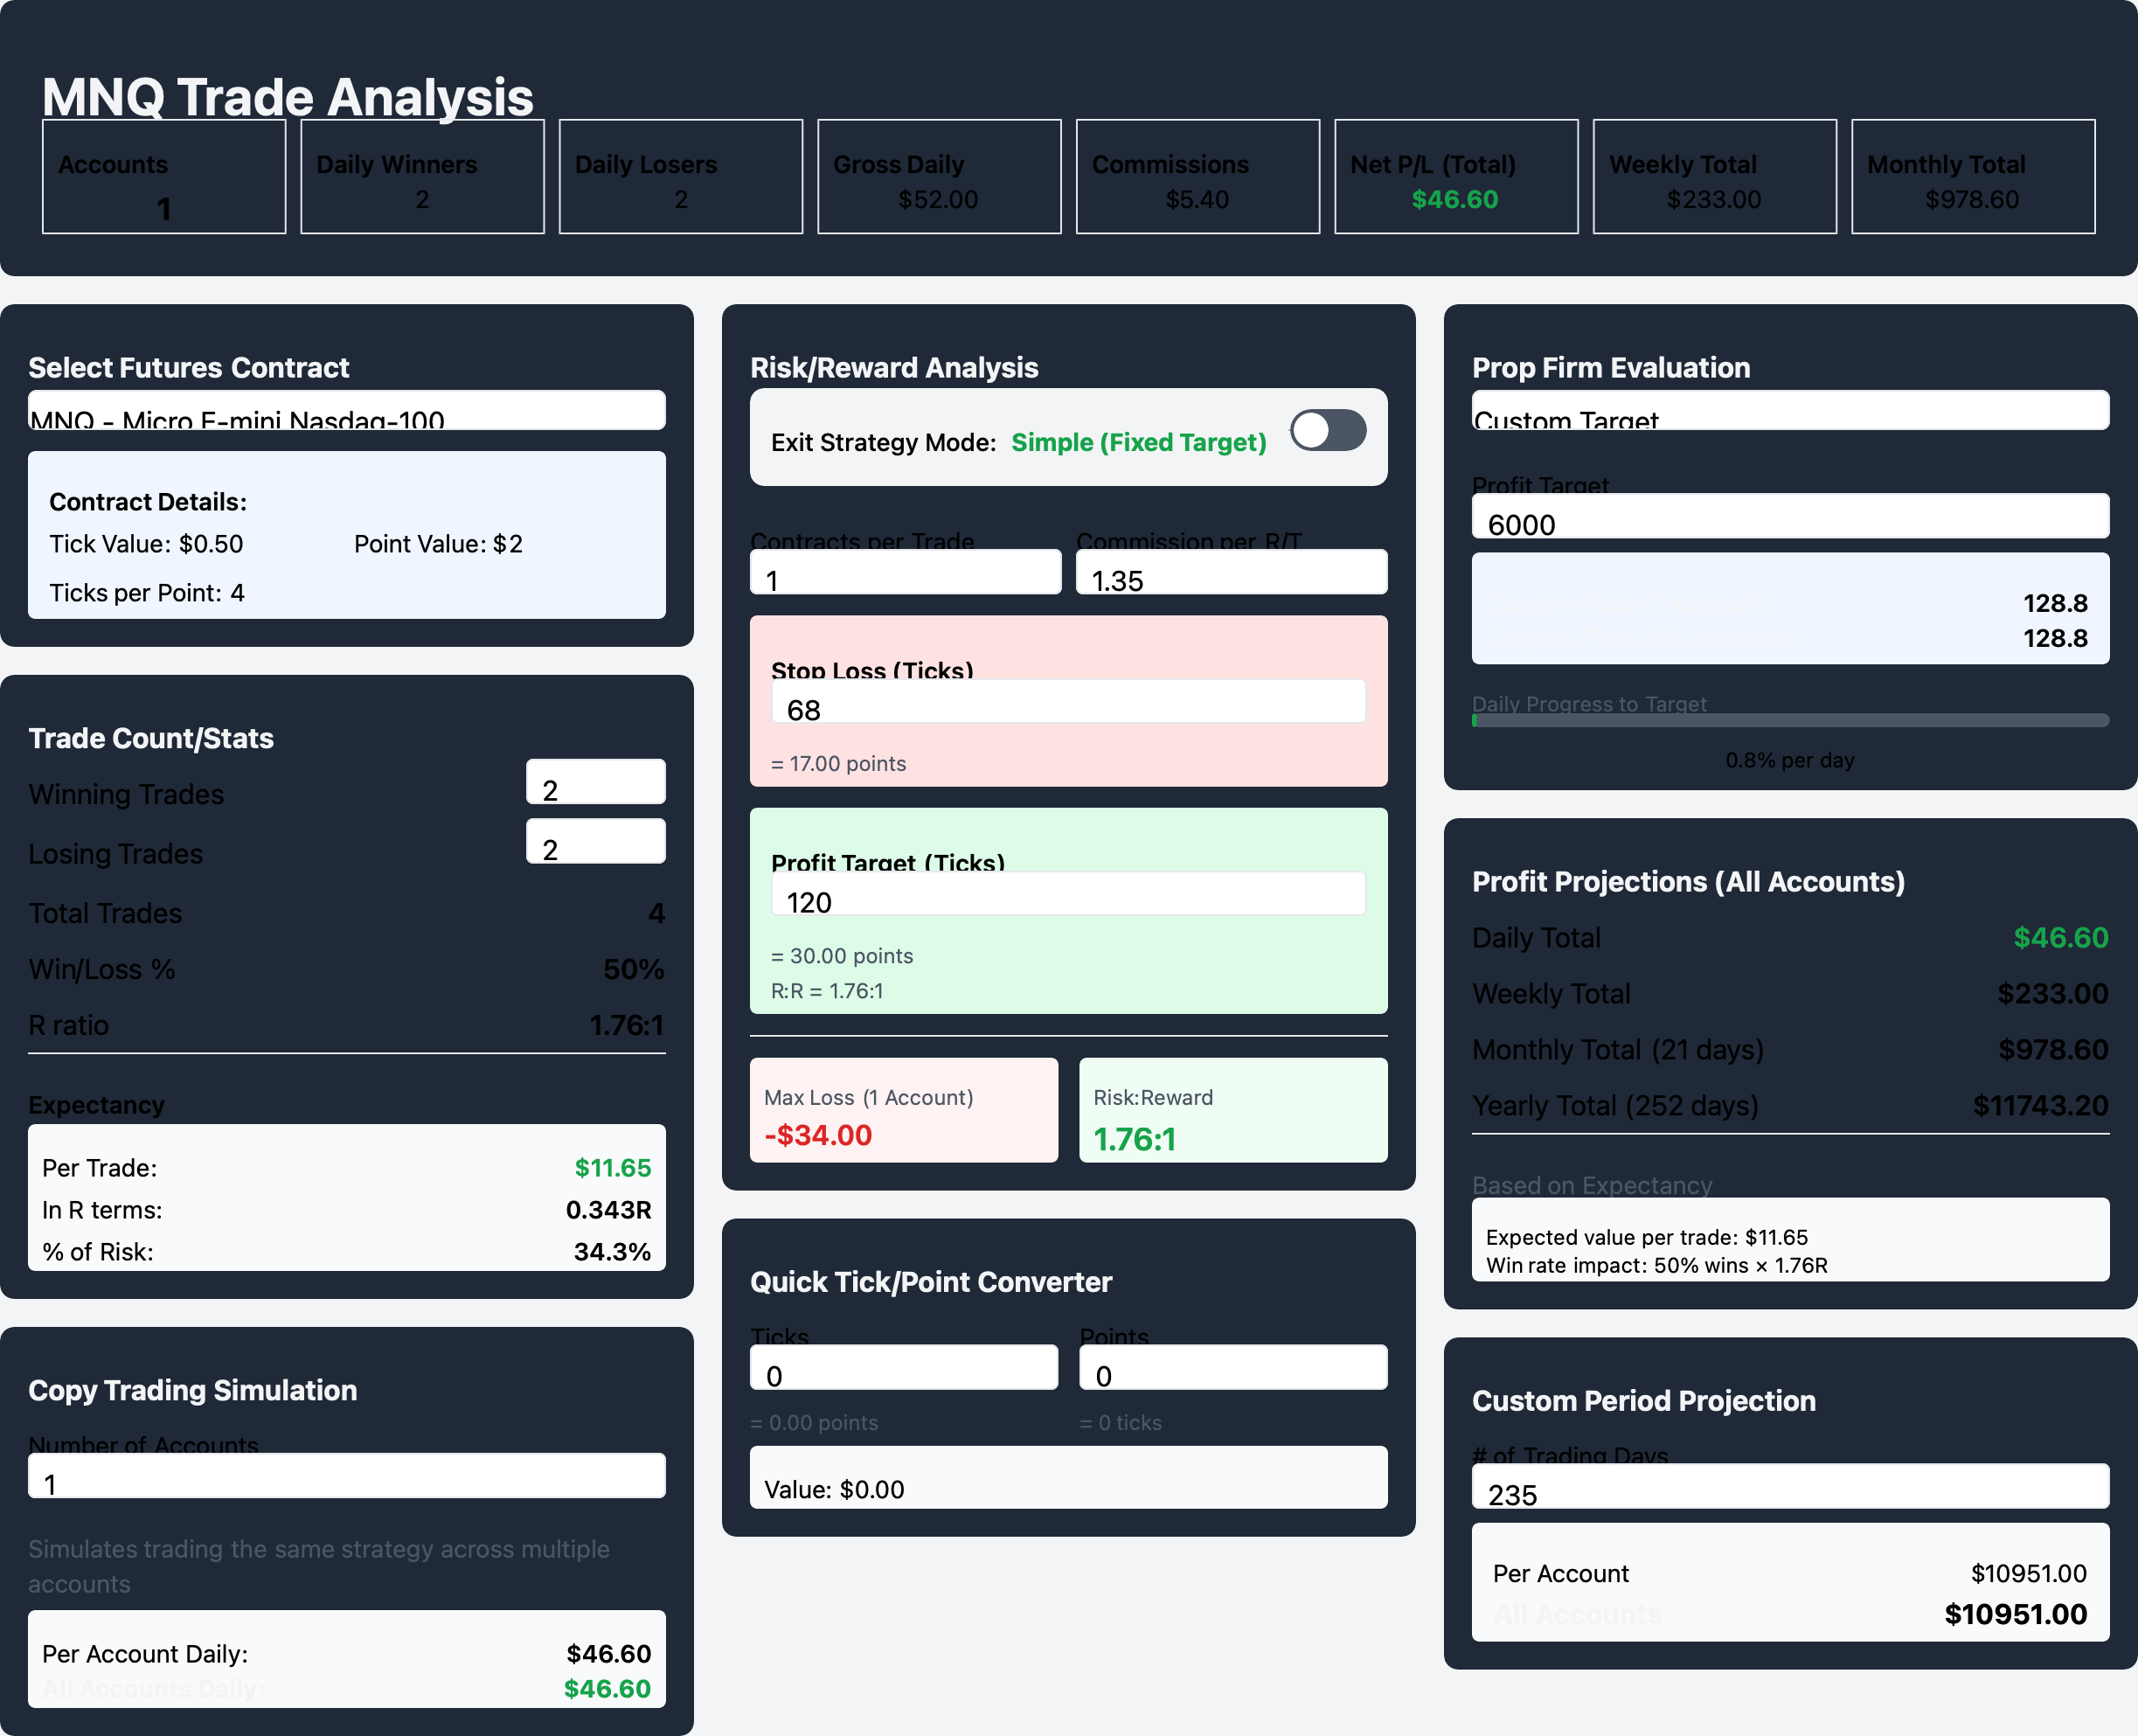 MNQ Trade Analysis
Accounts
1
Daily Winners
2
Daily Losers
2
Gross Daily
$52.00
Commissions
$5.40
Net P/L (Total)
$46.60
Weekly Total
$233.00
Monthly Total
$978.60
Select Futures Contract
MNQ - Micro E-mini Nasdaq-100
Contract Details:
Tick Value: $0.50
Point Value: $2
Ticks per Point: 4
Trade Count/Stats
Winning Trades
2
Losing Trades
2
Total Trades
4
Win/Loss %
50%
R ratio
1.76:1
Expectancy
Per Trade:
$11.65
In R terms:
0.343R
% of Risk:
34.3%
Copy Trading Simulation
Number of Accounts
1
Simulates trading the same strategy across multiple
accounts
Per Account Daily:
$46.60
All Accounts Daily:
$46.60
Risk/Reward Analysis
Exit Strategy Mode: Simple (Fixed Target)
Contracts per Trade
1
Commission per R/T
1.35
Stop Loss (Ticks)
68
= 17.00 points
Profit Target (Ticks)
120
= 30.00 points
R:R = 1.76:1
Max Loss (1 Account)
-$34.00
Risk:Reward
1.76:1
Quick Tick/Point Converter
Ticks
0
= 0.00 points
Points
0
= 0 ticks
Value: $0.00
Prop Firm Evaluation
Custom Target
Profit Target
6000
128.8
128.8
Daily Progress to Target
0.8% per day
Profit Projections (All Accounts)
Daily Total
$46.60
Weekly Total
$233.00
Monthly Total (21 days)
$978.60
Yearly Total (252 days)
$11743.20
Based on Expectancy
Expected value per trade: $11.65
Win rate impact: 50% wins × 1.76R
Custom Period Projection
# of Trading Days
235
Per Account
$10951.00
All Accounts
$10951.00